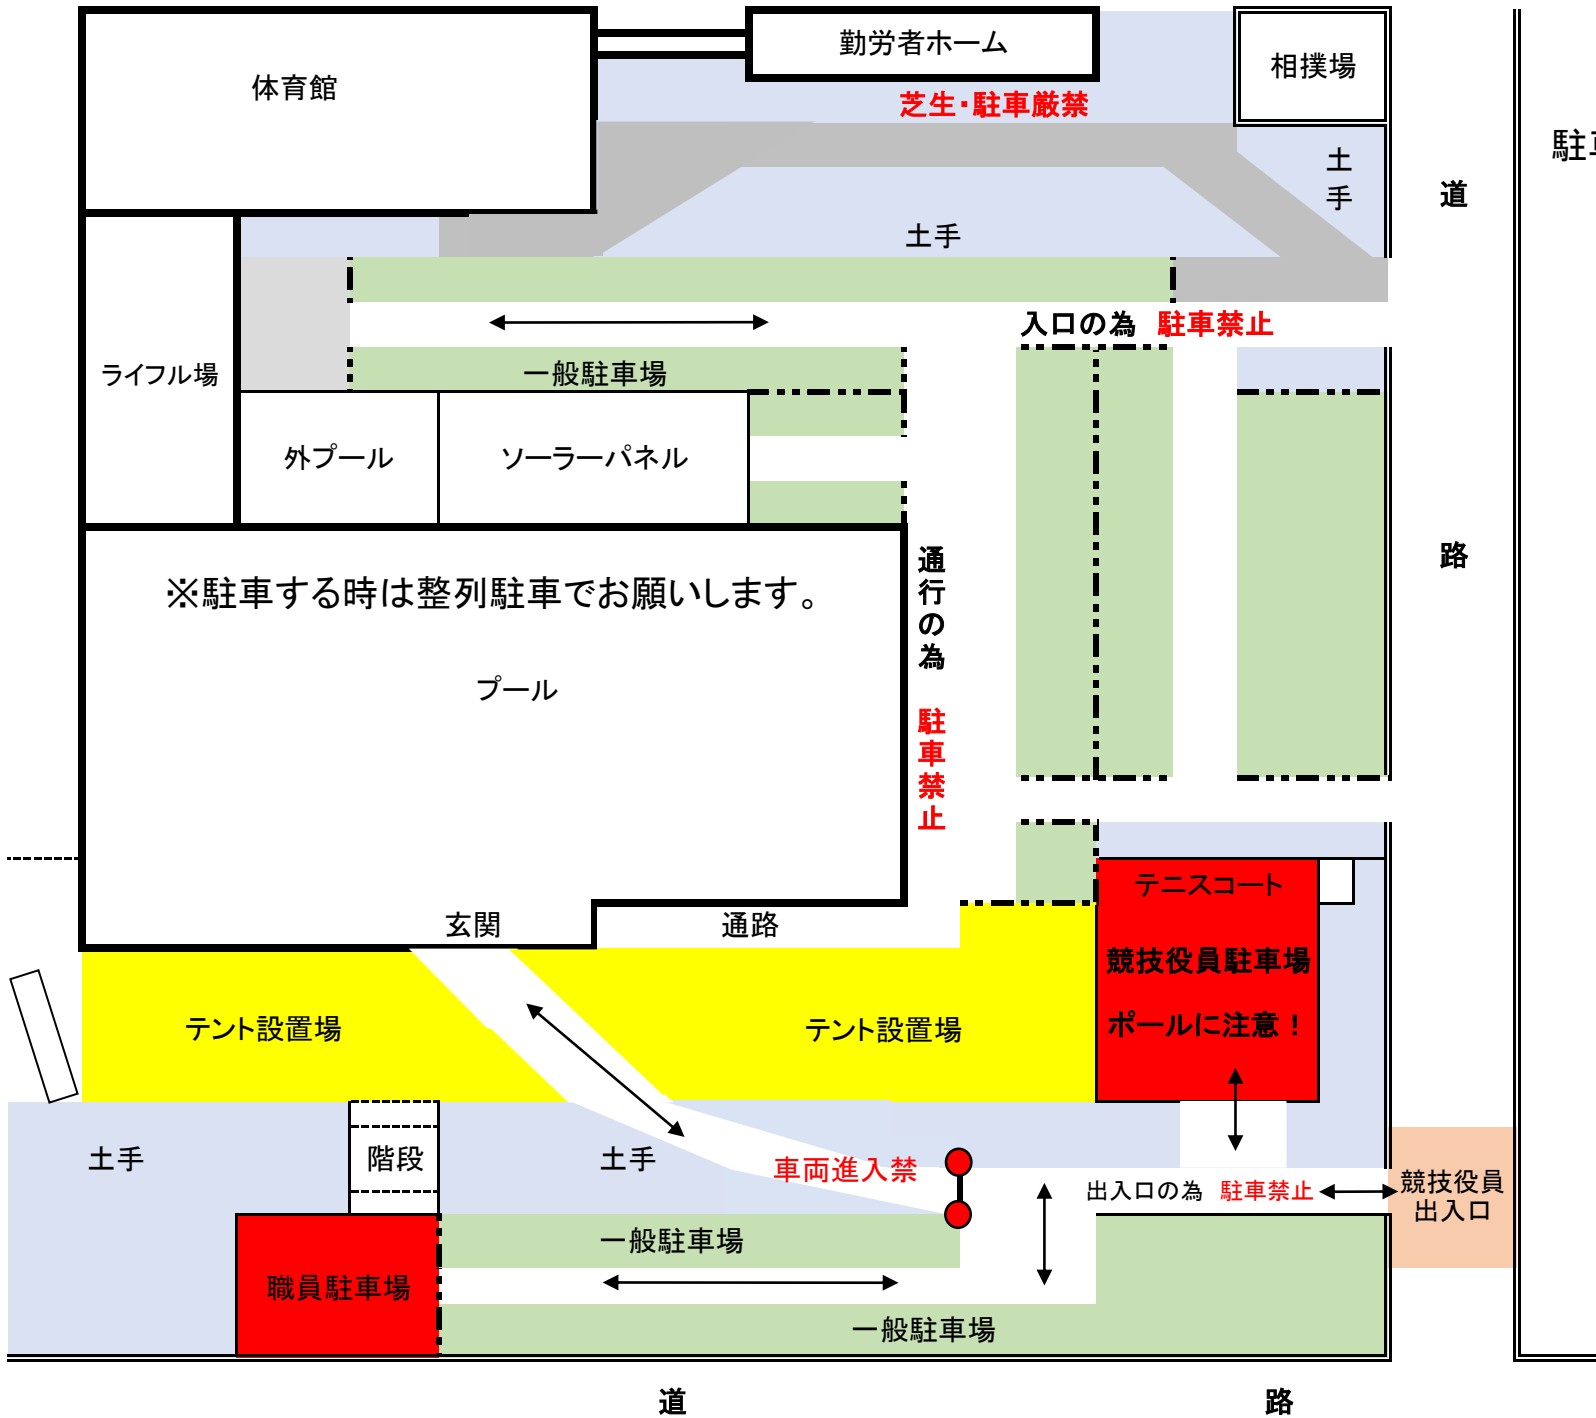 体育館
勤労者ホーム
相撲場
芝生・駐車厳禁
土手
駐
道
土手
入口の為 駐車禁止
ライフル場
一般駐車場
外プール
ソーラーパネル
路
通行の為 駐車禁止
※駐車する時は整列駐車でお願いします。
プール
テニスコート
玄関
通路
競技役員駐車場
ポールに注意！
テント設置場
テント設置場
土手
階段
土手
車両進入禁
出入口の為 駐車禁止
競技役員
出入口
一般駐車場
職員駐車場
一般駐車場
道
路